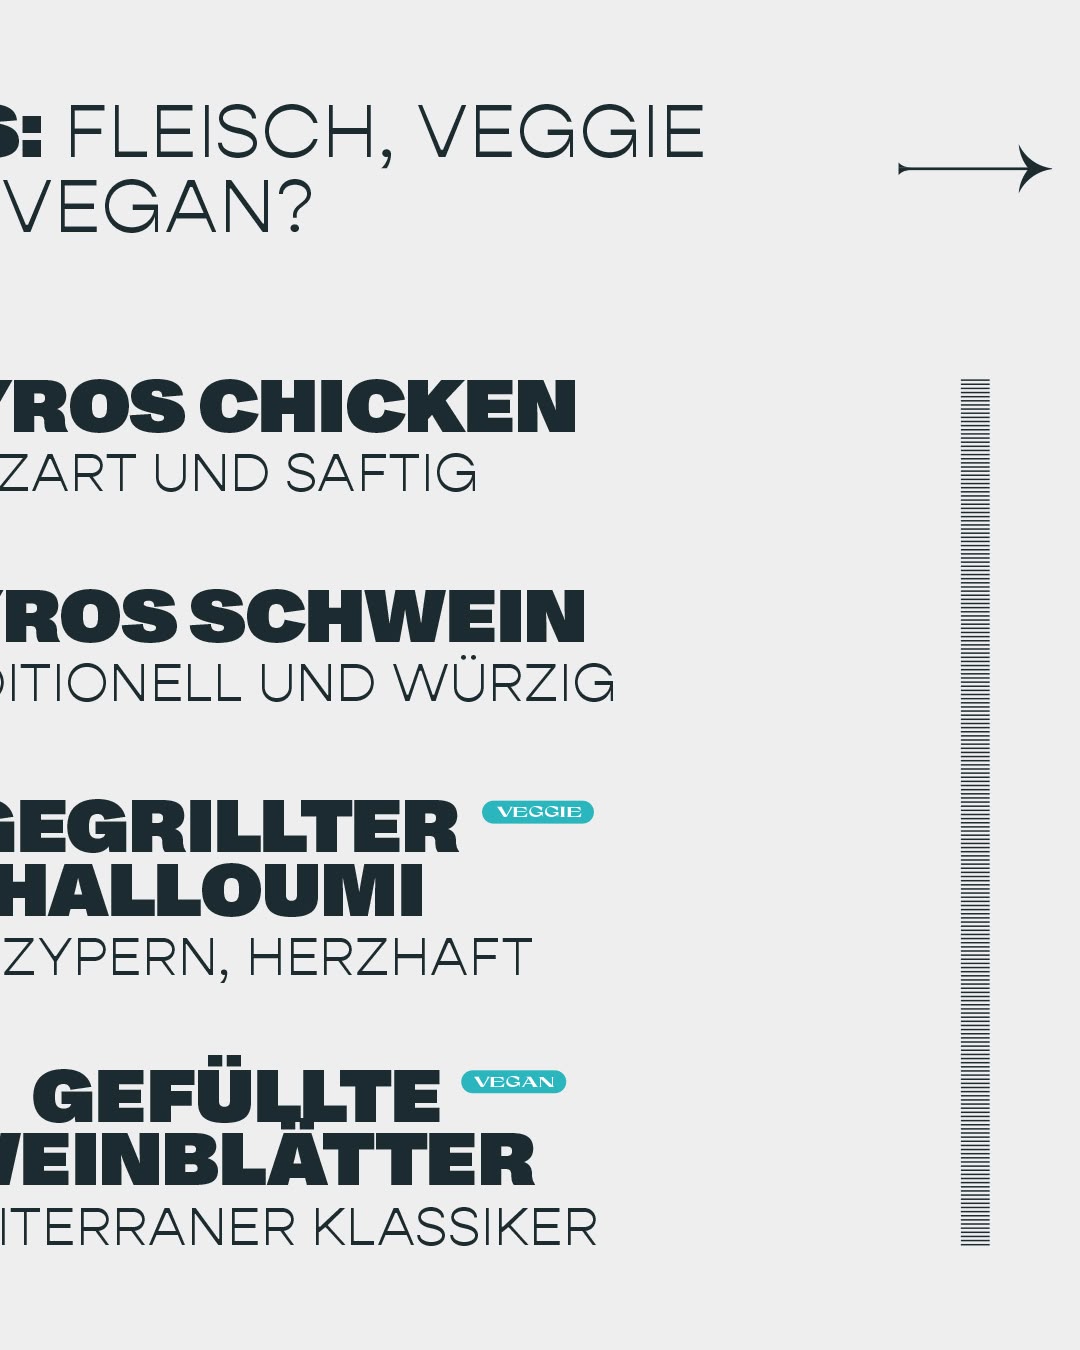 S: FLEISCH, VEGGIE
VEGAN?
YROS CHICKEN
ZART UND SAFTIG
YROS SCHWEIN
DITIONELL UND WÜRZIG
GEGRILLTER VEGGIE
HALLOUMI
ZYPERN, HERZHAFT
GEFÜLLTE VEGAN
WEINBLÄTTER
ITERRANER KLASSIKER